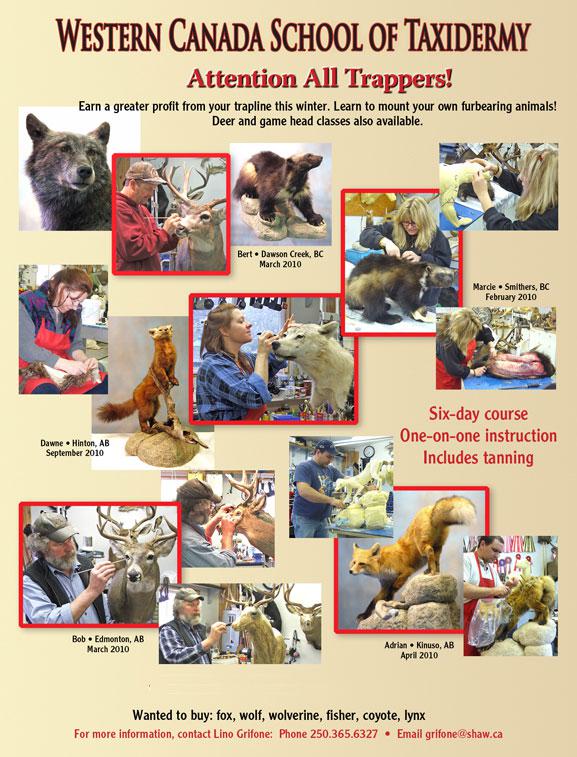 WESTERN CANADA SCHOOL OF TAXIDERMY
Attention All Trappers!
Earn a greater profit from your trapline this winter. Learn to mount your own furbearing animals!
Deer and game head classes also available.
Bert • Dawson Creek, BC
March 2010
Marcie • Smithers, BC
February 2010
Six-day course
One-on-one instruction
Includes tanning
Dawne • Hinton, AB
September 2010
Bob • Edmonton, AB
March 2010
Adrian • Kinuso, AB
April 2010
Wanted to buy: fox, wolf, wolverine, fisher, coyote, lynx
For more information, contact Lino Grifone: Phone 250.365.6327 • Email grifone@shaw.ca